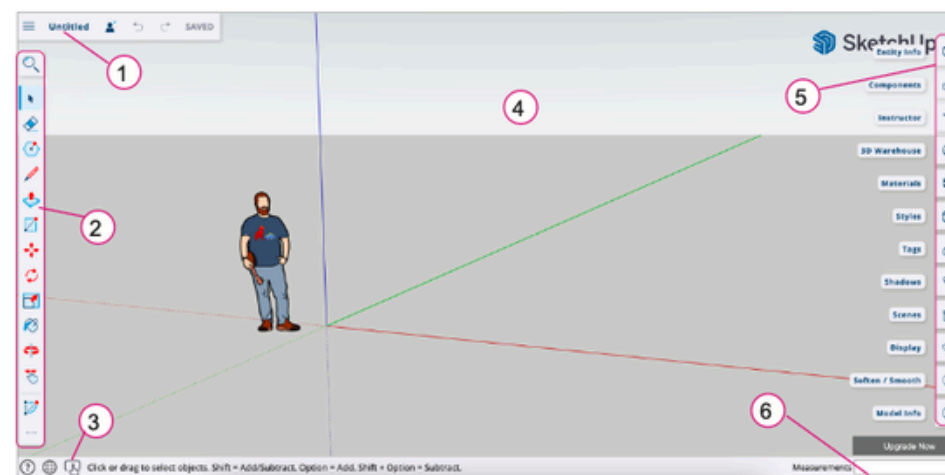 Untitled SAVED
1
SketchUp
Entity Info
5
Components
4
Instructor
3D Warehouse
Materials
2
Styles
Tags
Shadows
Scenes
Display
Soften / Smooth
6
3
Model Info
Upgrade Now
Click or drag to select objects. Shift = Add/Subtract. Option = Add. Shift + Option = Subtract.
Measurements